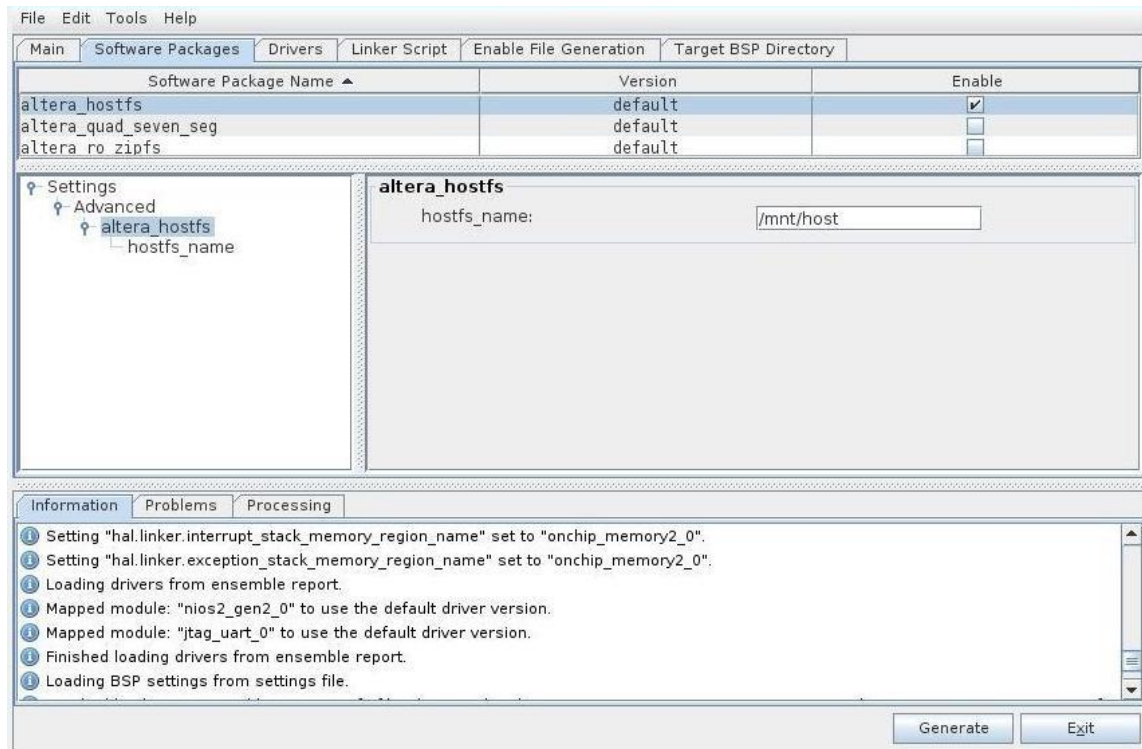 File Edit Tools Help
Main Software Packages Drivers Linker Script Enable File Generation Target BSP Directory
Software Package Name Version Enable
altera_hostfs default
altera_quad_seven_seg default
altera_ro_zipfs default
Settings
Advanced
altera_hostfs
hostfs_name
altera_hostfs
hostfs_name: /mnt/host
Information Problems Processing
Setting "hal.linker.interrupt_stack_memory_region_name" set to "onchip_memory2_0".
Setting "hal.linker.exception_stack_memory_region_name" set to "onchip_memory2_0".
Loading drivers from ensemble report.
Mapped module: "nios2_gen2_0" to use the default driver version.
Mapped module: "jtag_uart_0" to use the default driver version.
Finished loading drivers from ensemble report.
Loading BSP settings from settings file.
Generate Exit